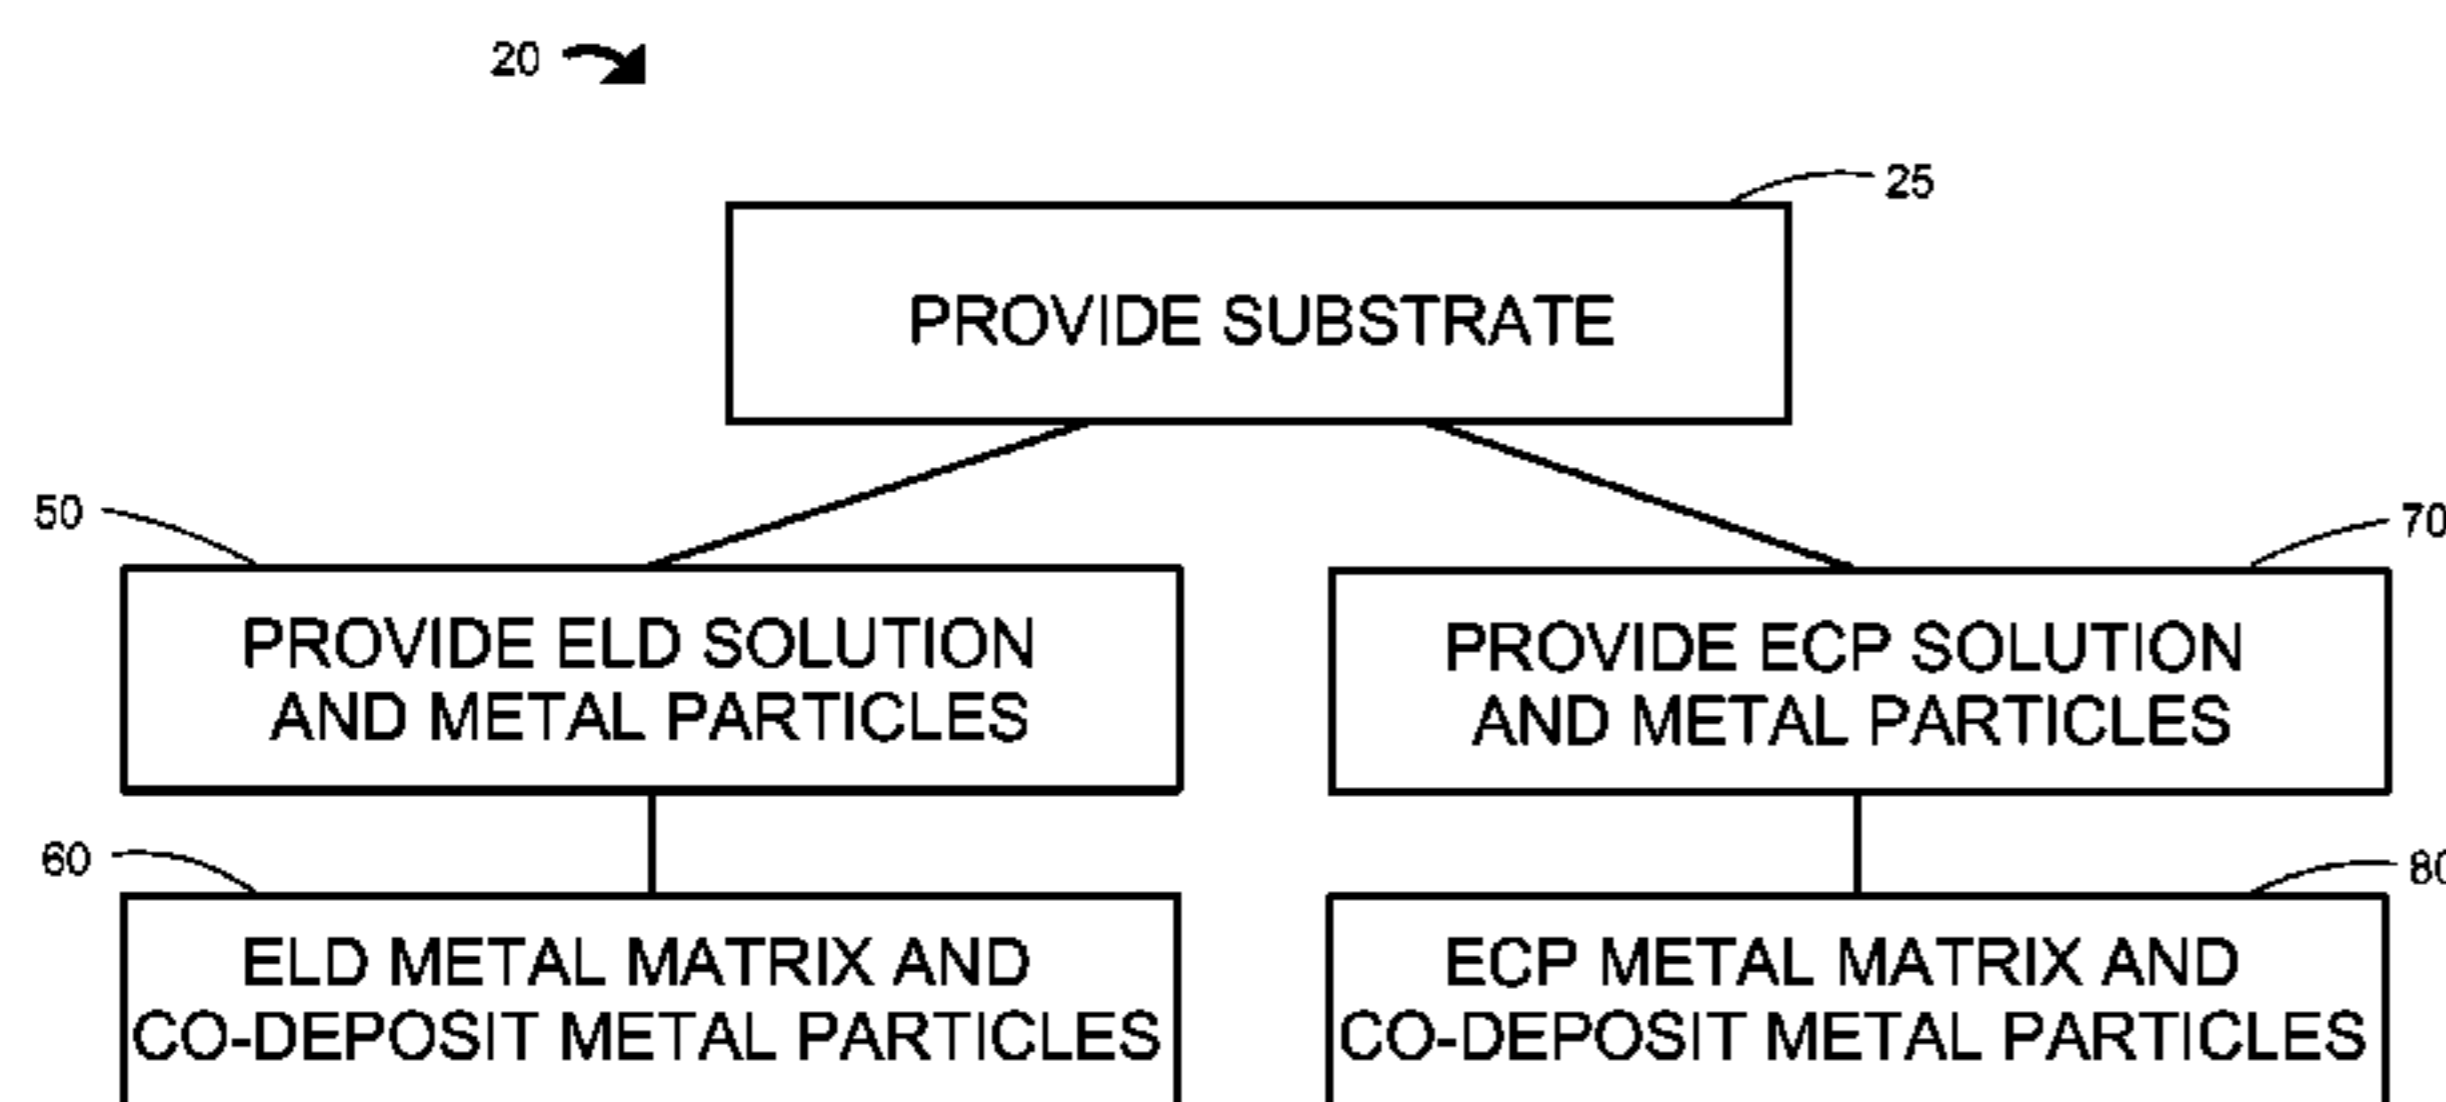 20
25
PROVIDE SUBSTRATE
50
70
PROVIDE ELD SOLUTION
AND METAL PARTICLES
PROVIDE ECP SOLUTION
AND METAL PARTICLES
60
80
ELD METAL MATRIX AND
CO-DEPOSIT METAL PARTICLES
ECP METAL MATRIX AND
CO-DEPOSIT METAL PARTICLES